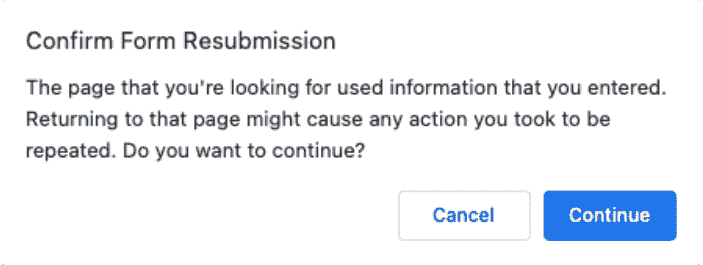 Confirm Form Resubmission
The page that you're looking for used information that you entered.
Returning to that page might cause any action you took to be
repeated. Do you want to continue?
Cancel
Continue